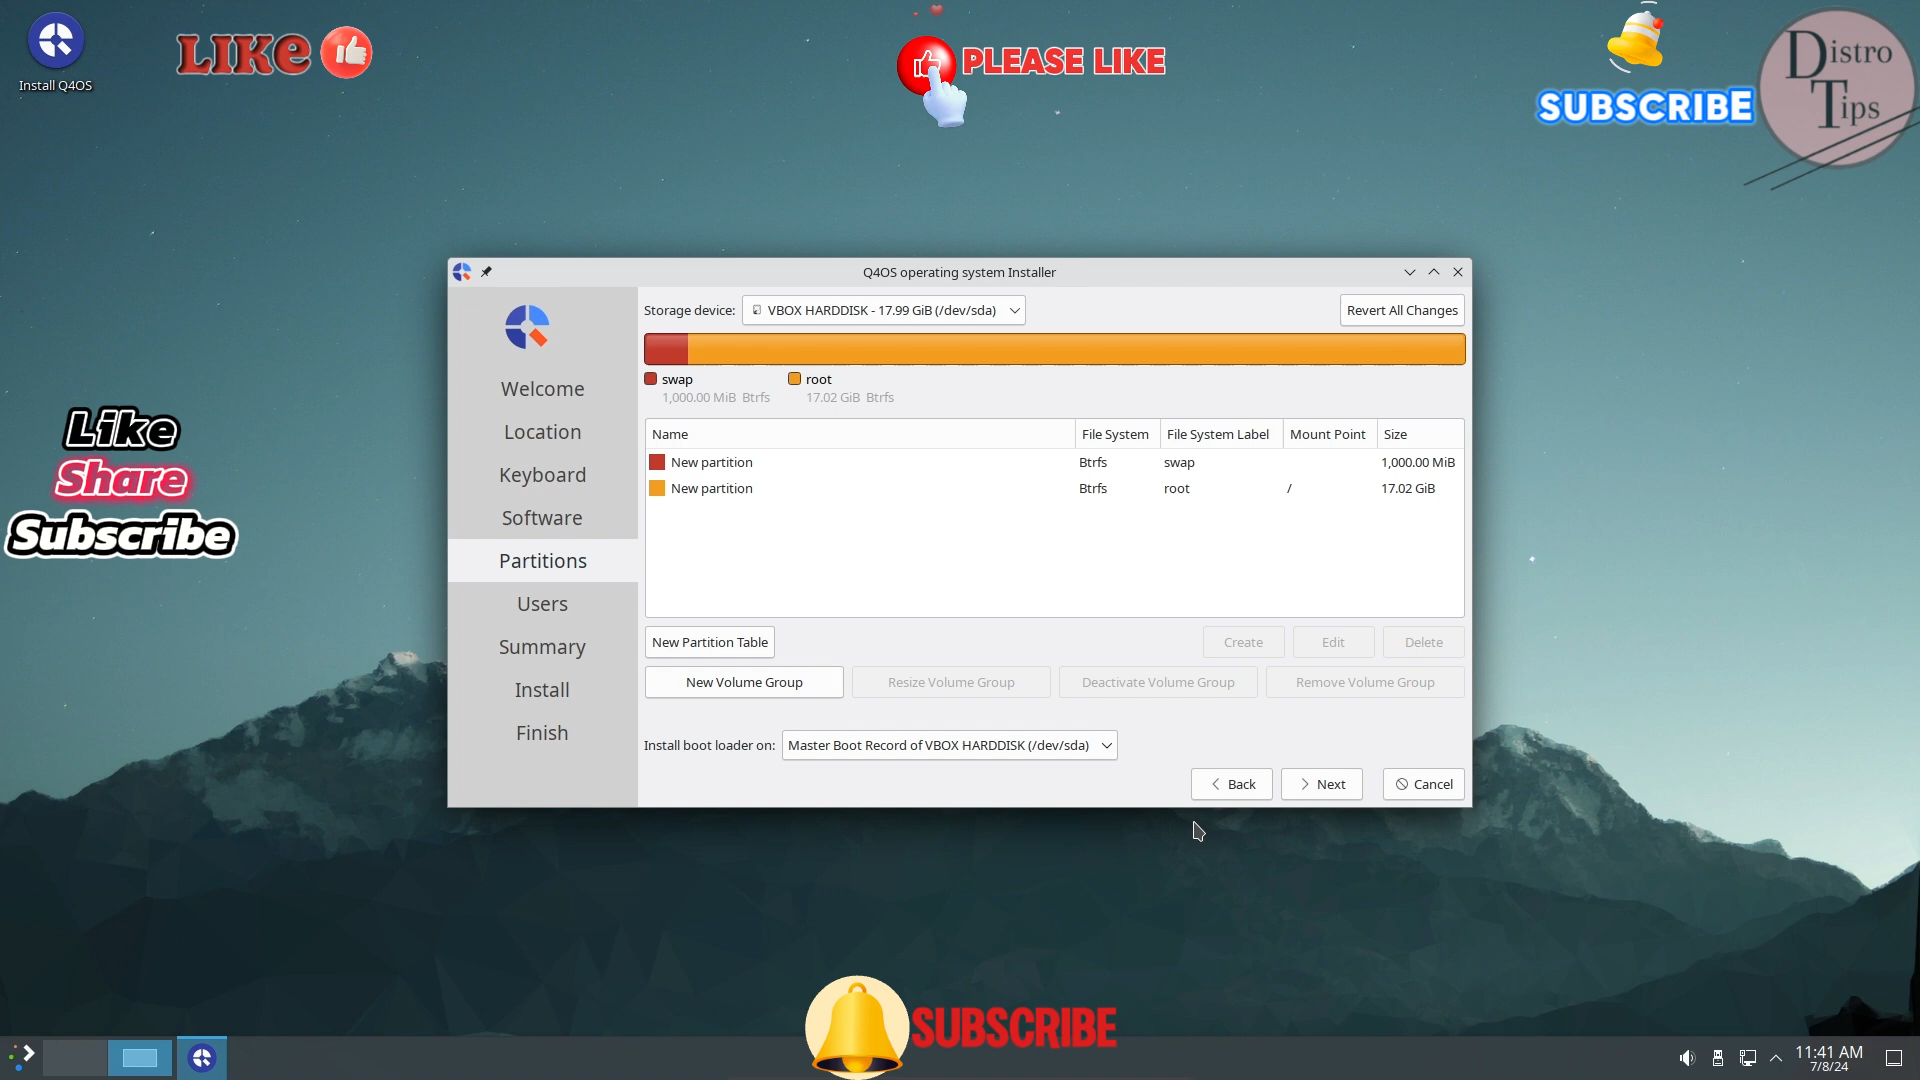 Install Q4OS
LIKe
PLEASE LIKE
SUBSCRIBE
Distro
Tips
Like
Share
Subscribe
Q4OS operating system Installer
Welcome
Location
Keyboard
Software
Partitions
Users
Summary
Install
Finish
Storage device: VBOX HARDDISK - 17.99 GiB (/dev/sda) Revert All Changes
swap root
1,000.00 MiB Btrfs 17.02 GiB Btrfs
Name File System File System Label Mount Point Size
New partition Btrfs swap 1,000.00 MiB
New partition Btrfs root / 17.02 GiB
New Partition Table Create Edit Delete
New Volume Group Resize Volume Group Deactivate Volume Group Remove Volume Group
Install boot loader on: Master Boot Record of VBOX HARDDISK (/dev/sda)
Back Next Cancel
SUBSCRIBE
11:41 AM
7/8/24